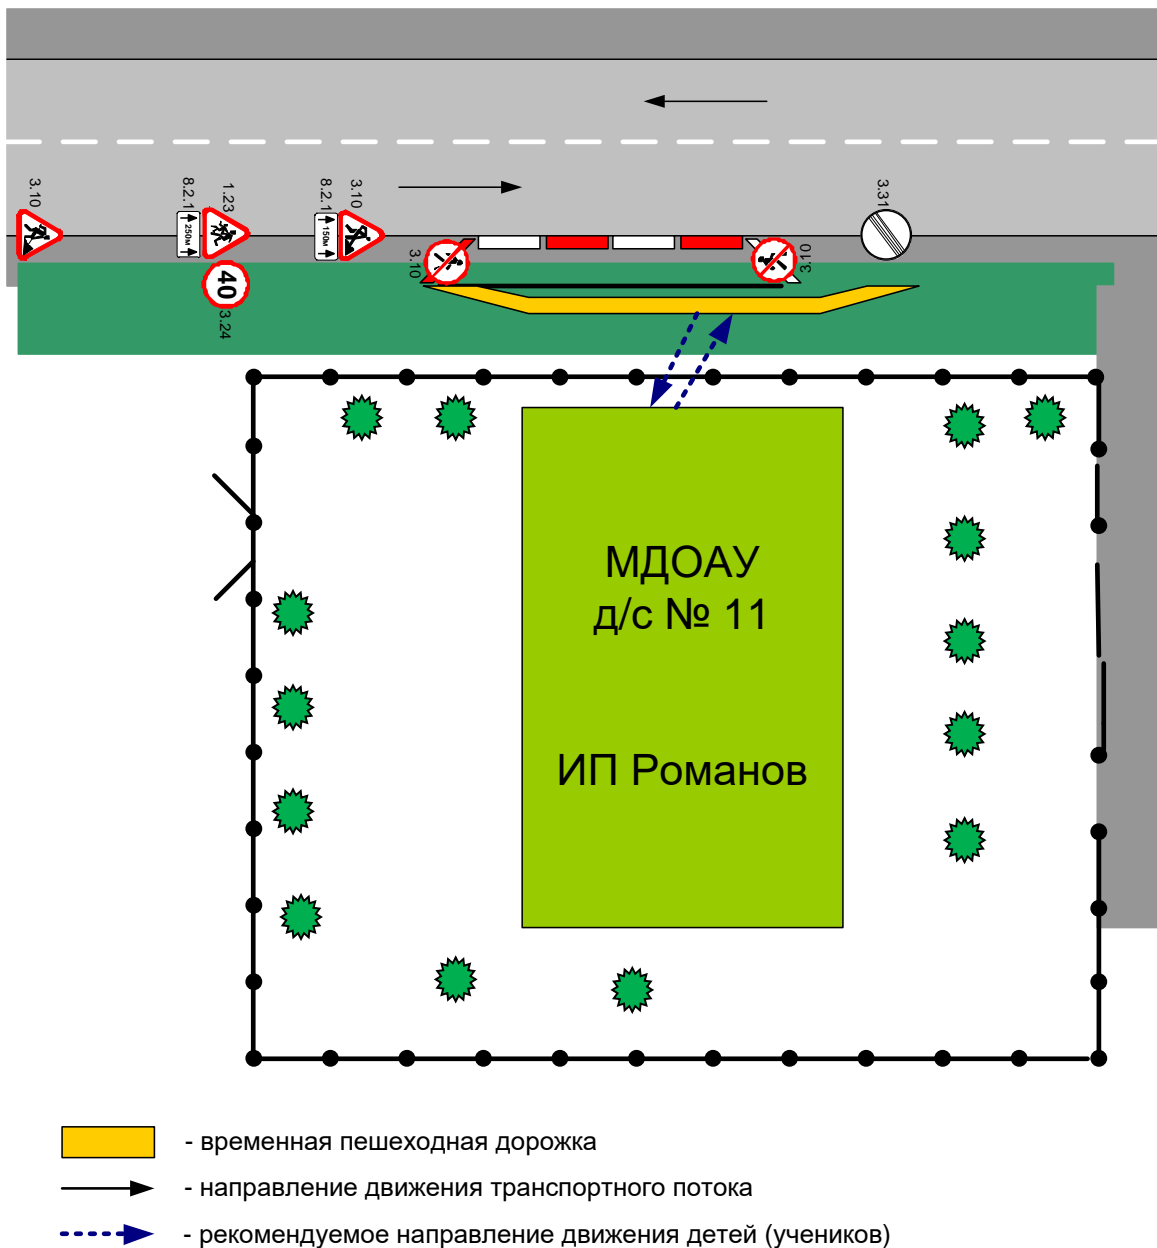 3.10
8.2.1
250м
1.23
40
3.24
8.2.1
150м
3.10
3.10
3.10
3.31
МДОАУ
д/с № 11
ИП Романов
- временная пешеходная дорожка
- направление движения транспортного потока
- рекомендуемое направление движения детей (учеников)